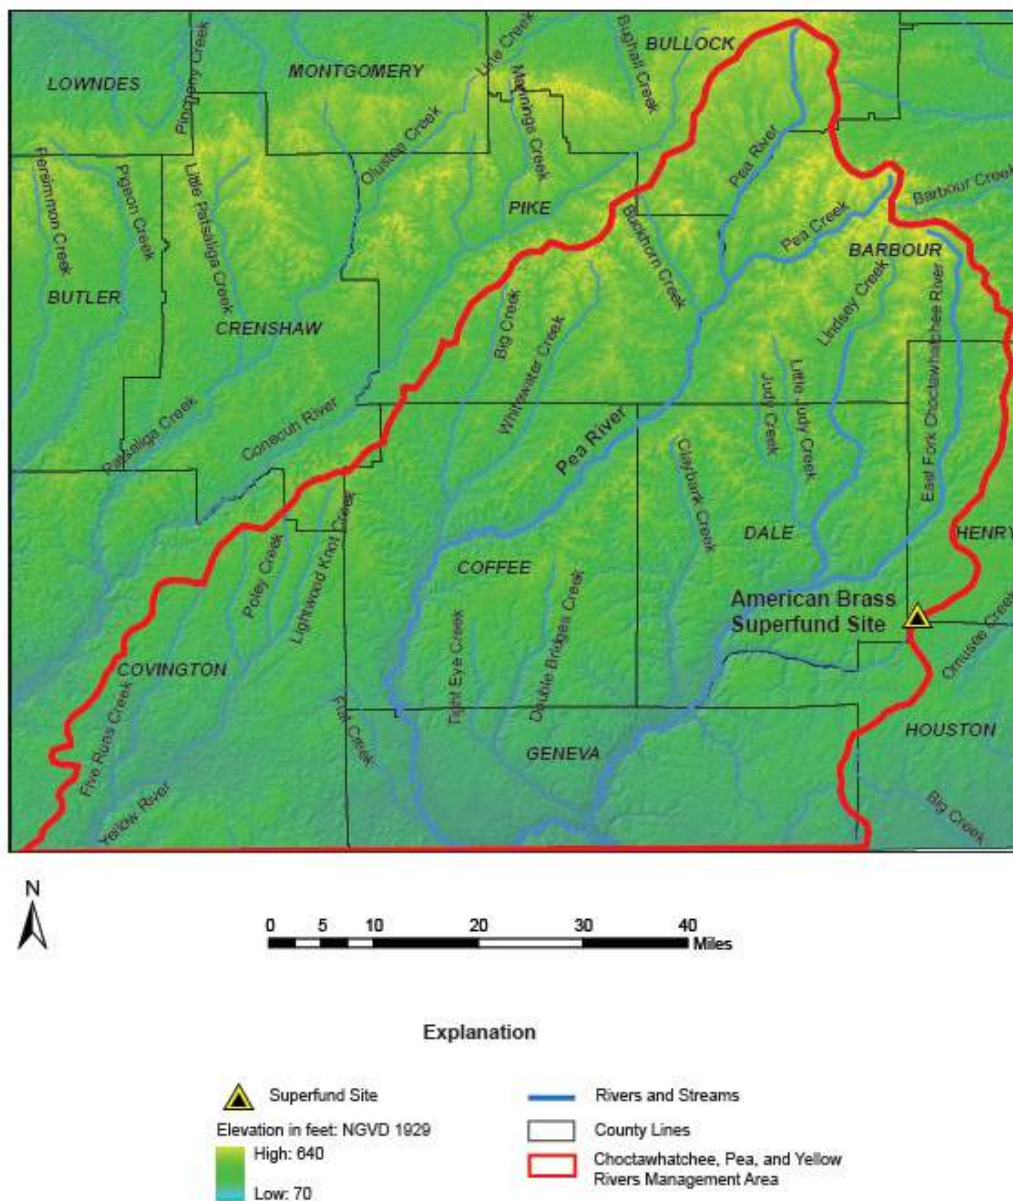 LOWNDES
Pinchony Creek
MONTGOMERY
Line Creek
Mannings Creek
Bughall Creek
BULLOCK
Persimmon Creek
Pigeon Creek
Little Patsaliga Creek
Olustee Creek
PIKE
Buckhorn Creek
Pea River
Pea Creek
Barbour Creek
BARBOUR
BUTLER
CRENSHAW
Big Creek
Whitewater Creek
Lindsey Creek
East Fork Choctawhatchee River
Patsaliga Creek
Conecuh River
Pea River
Judy Creek
Little Judy Creek
Claybank Creek
Poley Creek
Lightwood Knot Creek
COFFEE
DALE
HENRY
American Brass
Superfund Site
Omusee Creek
COVINGTON
Tight Eye Creek
Double Bridges Creek
Five Runs Creek
Flat Creek
GENEVA
HOUSTON
Yellow River
Big Creek
N
0 5 10 20 30 40
Miles
Explanation
Superfund Site
Elevation in feet: NGVD 1929
High: 640
Low: 70
Rivers and Streams
County Lines
Choctawhatchee, Pea, and Yellow
Rivers Management Area